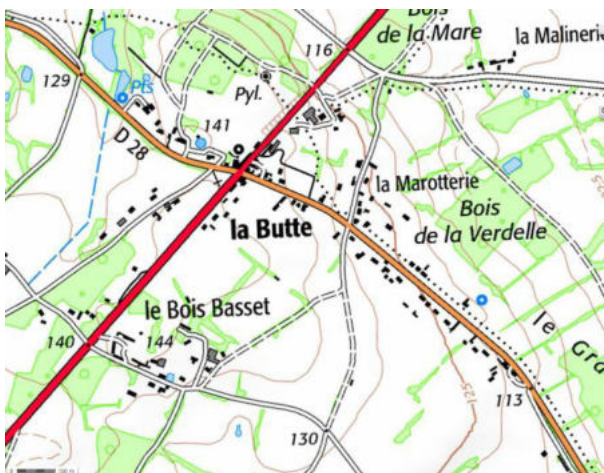 Bois
de la Mare
la Malinerie
116
129
Pts
Pyl.
141
D 28
la Marotterie
Bois
de la Verdelle
la Butte
le Bois Basset
le Gra
140
144
125
113
130